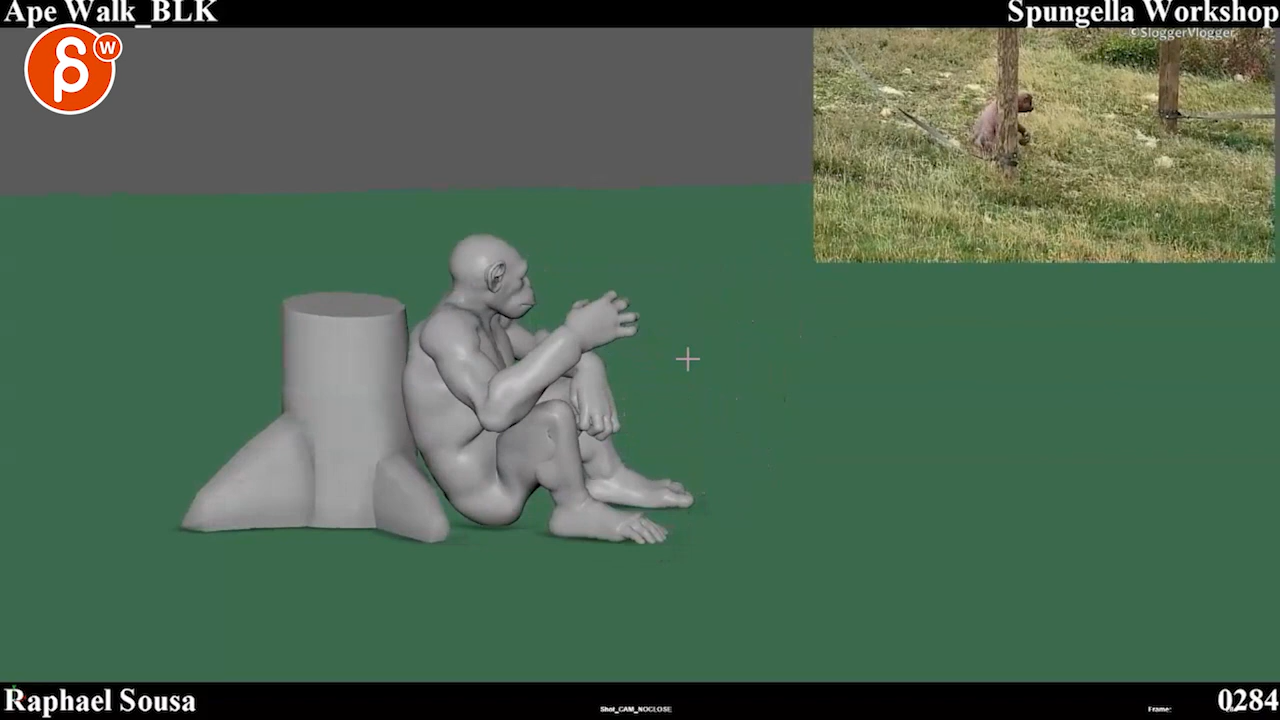 Ape Walk_BLK
Spungella Workshop
©SloggerVlogger
W
Raphael Sousa
Shot_CAM_NOCLOSE
Frame:
0284